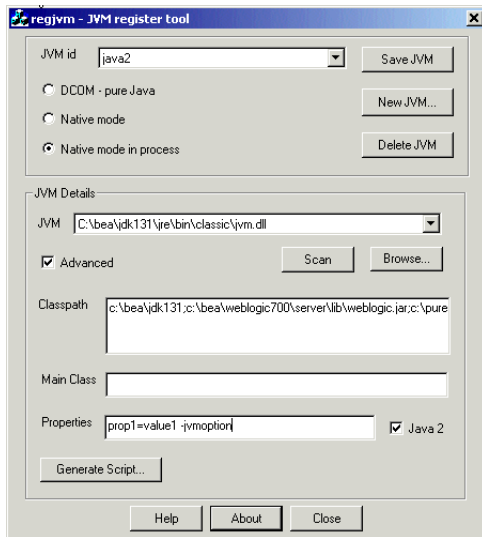 regjvm - JVM register tool
JVM id java2 Save JVM
DCOM - pure Java
New JVM...
Native mode
Native mode in process Delete JVM
JVM Details
JVM C:\bea\jdk131\jre\bin\classic\jvm.dll
Advanced Scan Browse...
Classpath c:\bea\jdk131;c:\bea\weblogic700\server\lib\weblogic.jar;c:\pure
Main Class
Properties prop1=value1 -jvmoption Java 2
Generate Script...
Help About Close